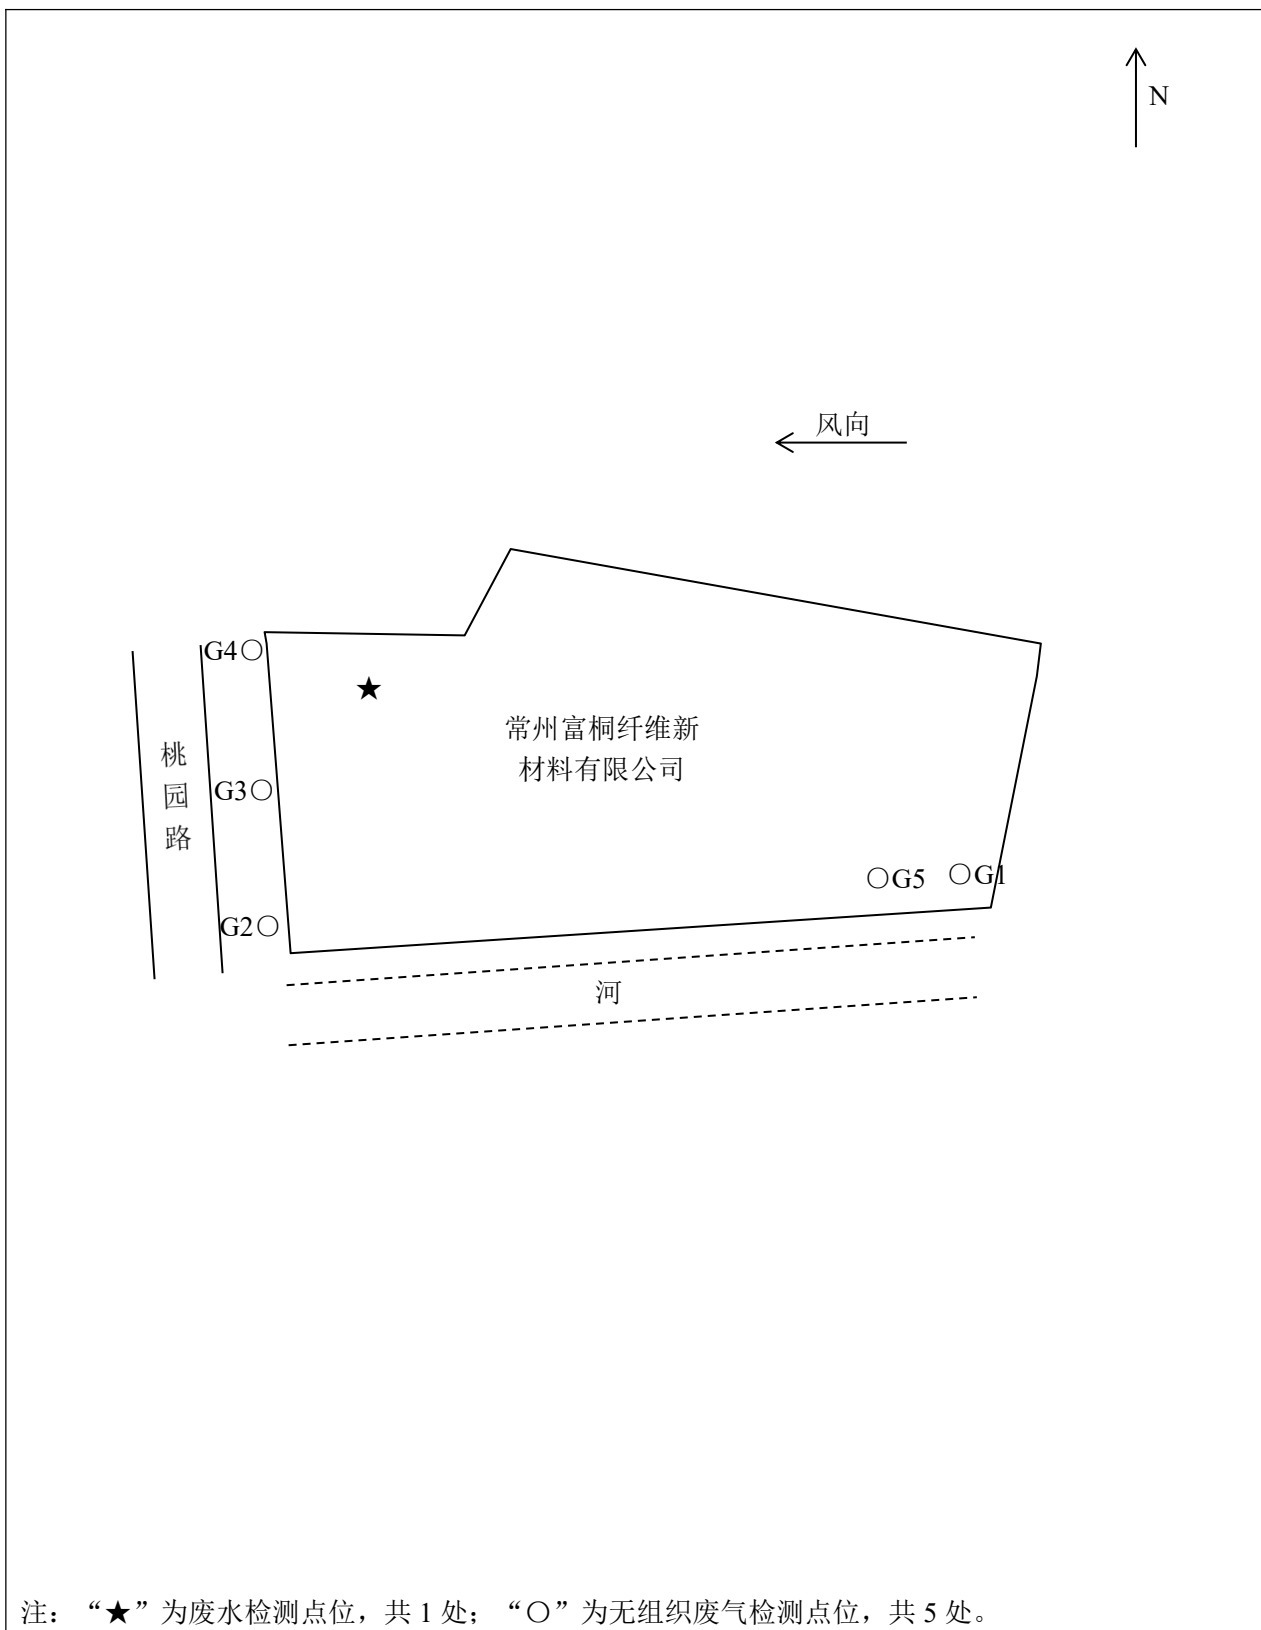 N
风向
G4○
★
常州富桐纤维新
材料有限公司
桃
园
路
G3○
○G5
○G1
G2○
河
注：“★”为废水检测点位，共 1 处；“○”为无组织废气检测点位，共 5 处。